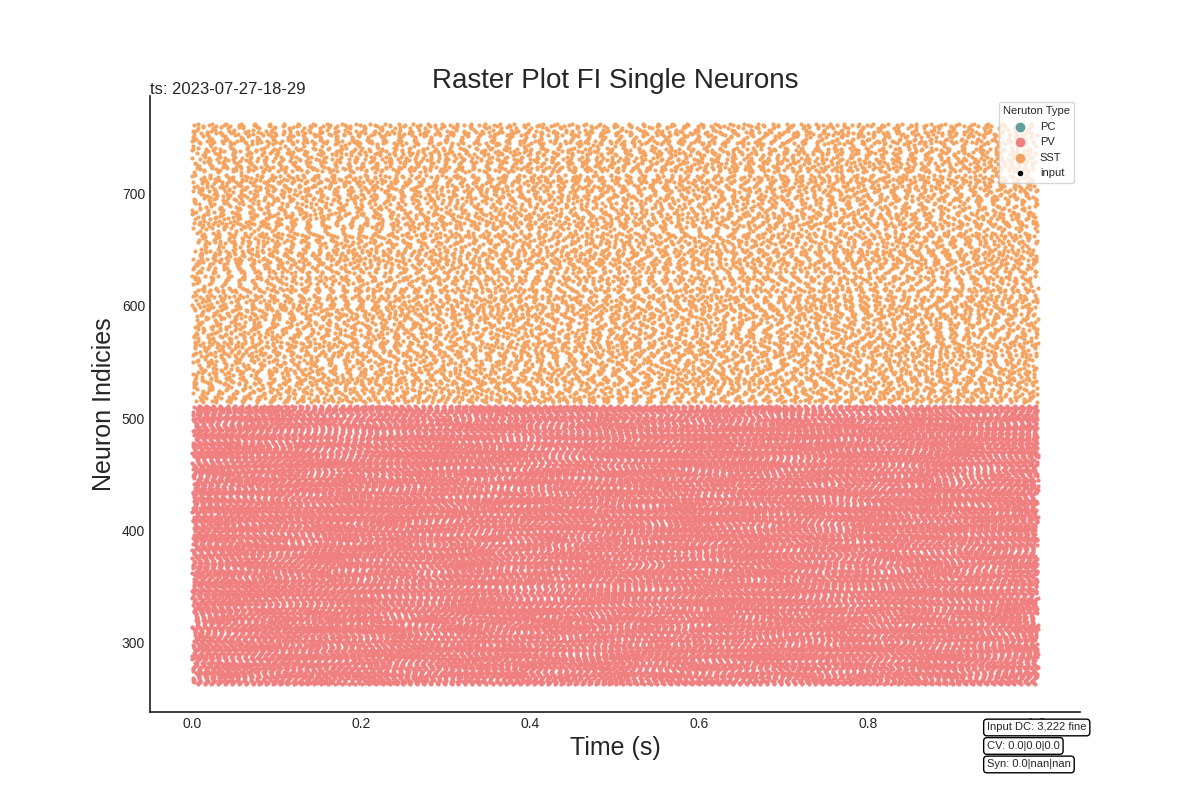 Raster Plot FI Single Neurons
ts: 2023-07-27-18-29
Neruton Type
PC
PV
SST
input
Neuron Indicies
700
600
500
400
300
0.0 0.2 0.4 0.6 0.8
Time (s)
Input DC: 3,222 fine
CV: 0.0|0.0|0.0
Syn: 0.0|nan|nan